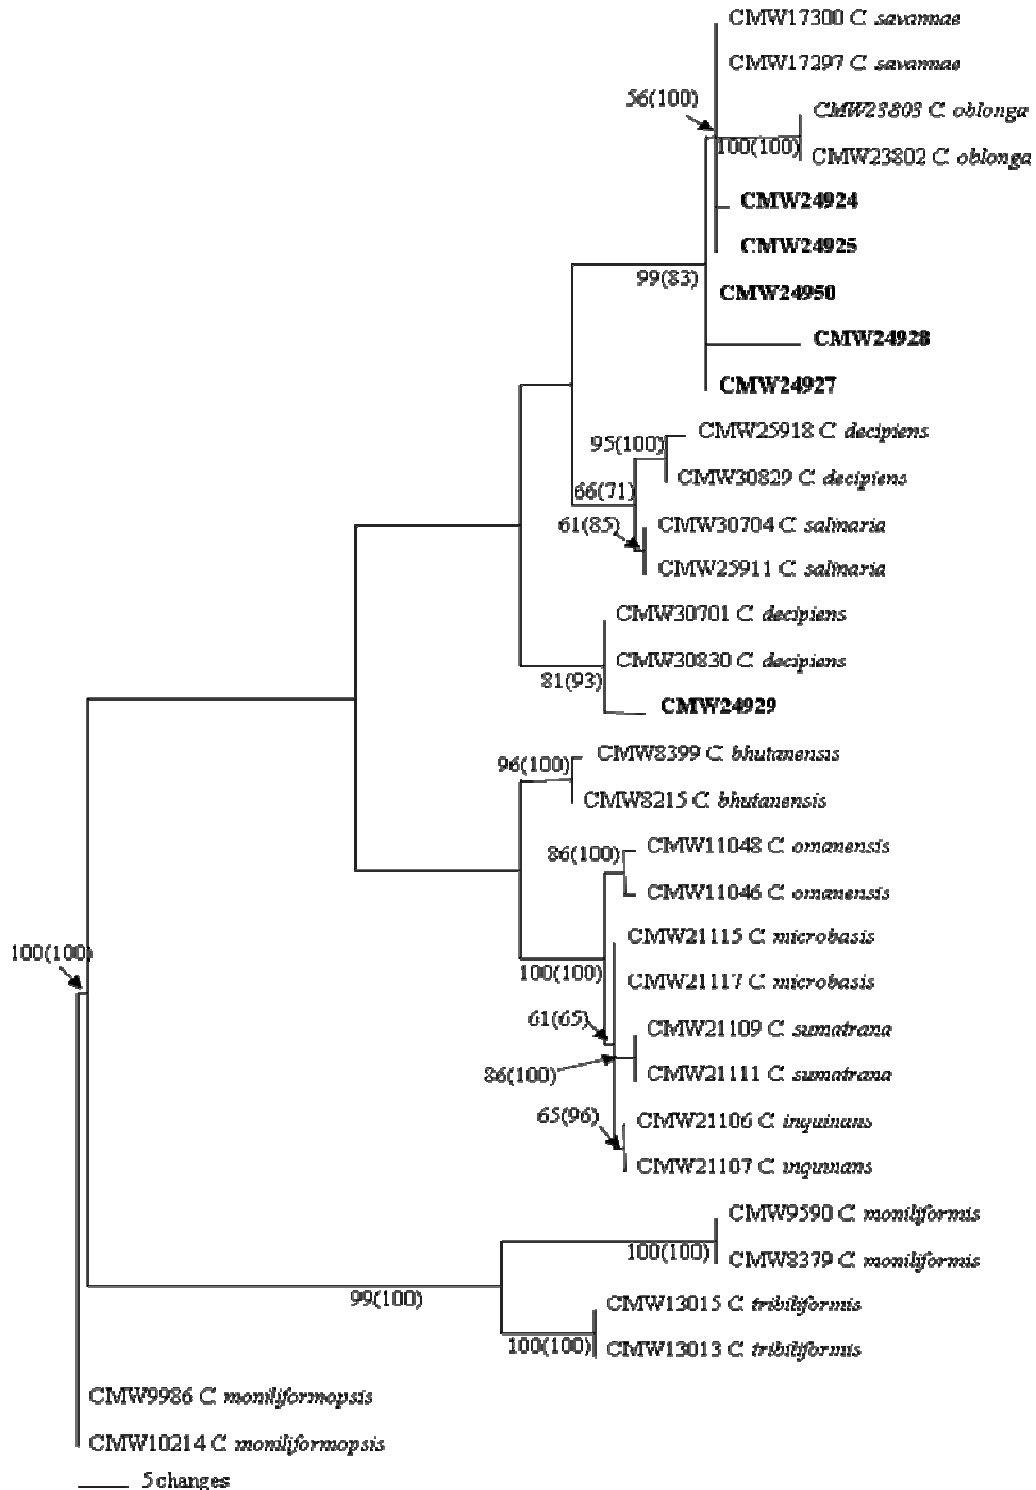 CMW17300 C. savannae
CMW17297 C. savannae
56(100)
CMW23803 C. oblonga
100(100)
CMW23802 C. oblonga
CMW24924
CMW24925
99(83)
CMW24950
CMW24928
CMW24927
CMW25918 C. decipiens
95(100)
CMW30829 C. decipiens
66(71)
61(85)
CMW30704 C. salinaria
CMW25911 C. salinaria
CMW30701 C. decipiens
CMW30830 C. decipiens
81(93)
CMW24929
CMW8399 C. bhutanensis
96(100)
CMW8215 C. bhutanensis
CMW11048 C. omanensis
86(100)
CMW11046 C. omanensis
CMW21115 C. microbasis
100(100)
CMW21117 C. microbasis
61(65)
CMW21109 C. sumatrana
86(100)
CMW21111 C. sumatrana
65(96)
CMW21106 C. inquinans
CMW21107 C. inquinans
100(100)
CMW9590 C. moniliformis
100(100)
CMW8379 C. moniliformis
99(100)
CMW13015 C. tribiliformis
100(100)
CMW13013 C. tribiliformis
CMW9986 C. moniliformopsis
CMW10214 C. moniliformopsis
5 changes